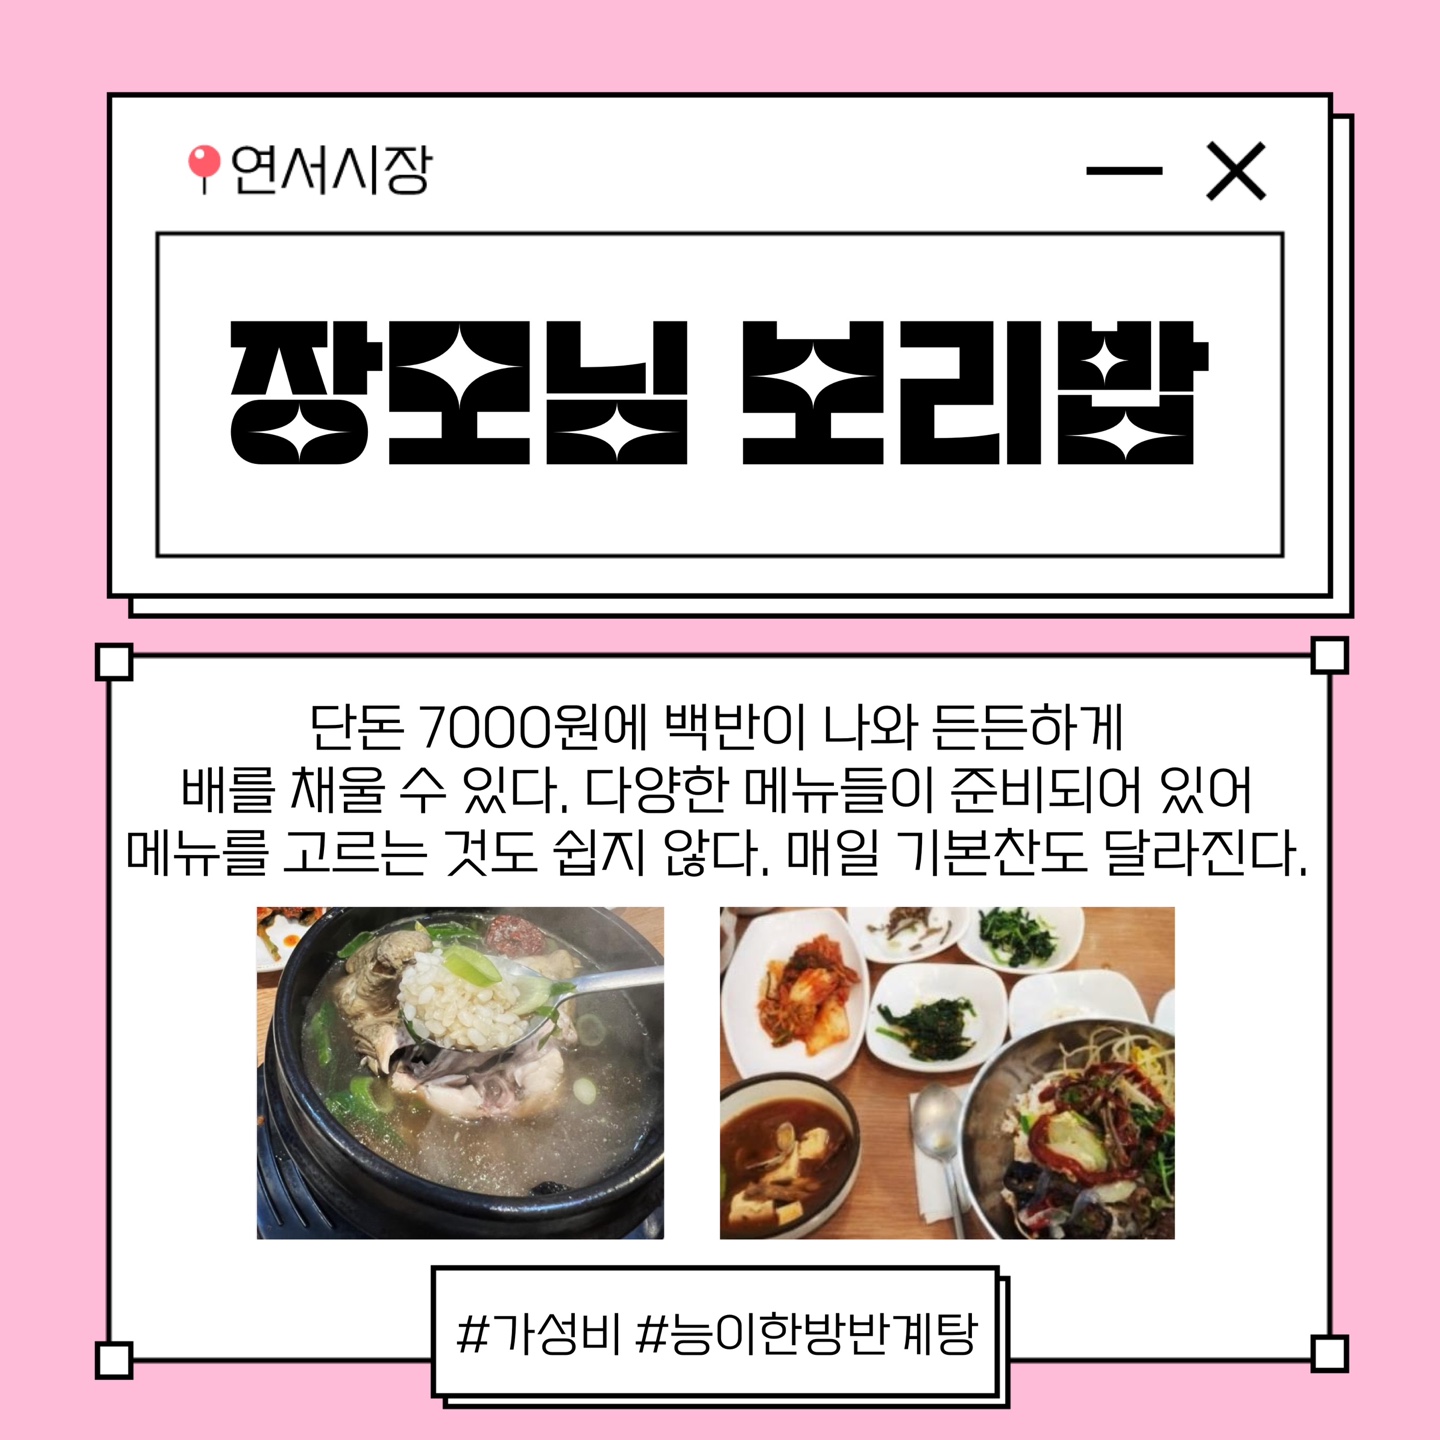 연서시장
장모님 보리밥
단돈 7000원에 백반이 나와 든든하게
배를 채울 수 있다. 다양한 메뉴들이 준비되어 있어
메뉴를 고르는 것도 쉽지 않다. 매일 기본찬도 달라진다.
#가성비 #능이한방반계탕